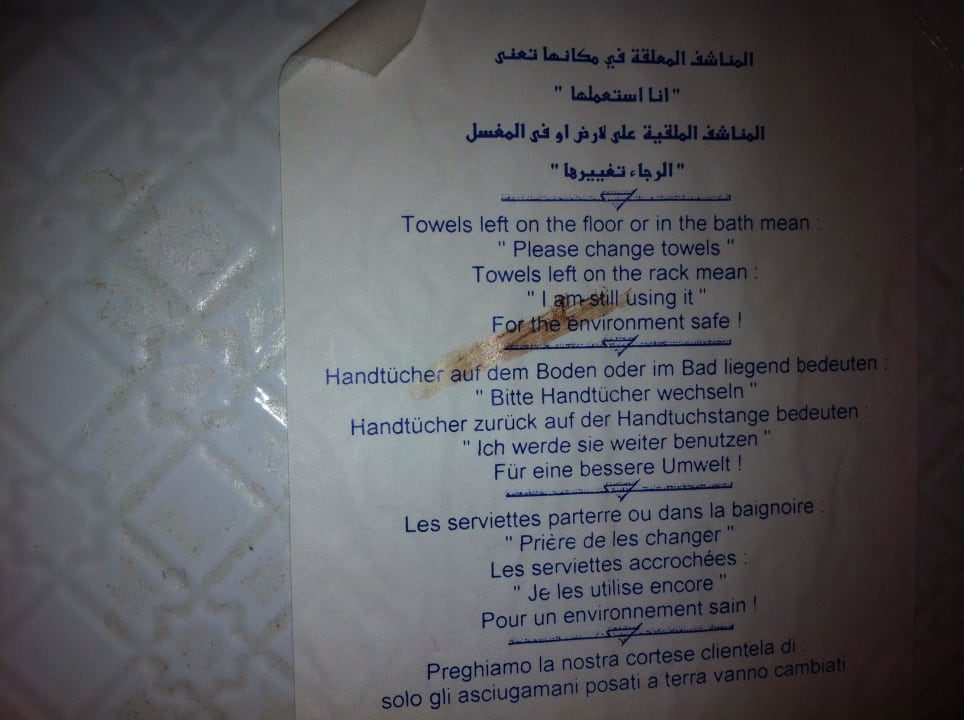 المناشف المعلقة في مكانها تعنى
"انا استعملها "
المناشف الملقية على لارض او فى المغسل
"الرجاء تغييرها "
Towels left on the floor or in the bath mean :
" Please change towels "
Towels left on the rack mean :
" I am still using it "
For the environment safe !
Handtücher auf dem Boden oder im Bad liegend bedeuten :
" Bitte Handtücher wechseln "
Handtücher zurück auf der Handtuchstange bedeuten :
" Ich werde sie weiter benutzen "
Für eine bessere Umwelt !
Les serviettes parterre ou dans la baignoire :
" Prière de les changer "
Les serviettes accrochées :
" Je les utilise encore "
Pour un environnement sain !
Preghiamo la nostra cortese clientela di :
solo gli asciugamani posati a terra vanno cambiati